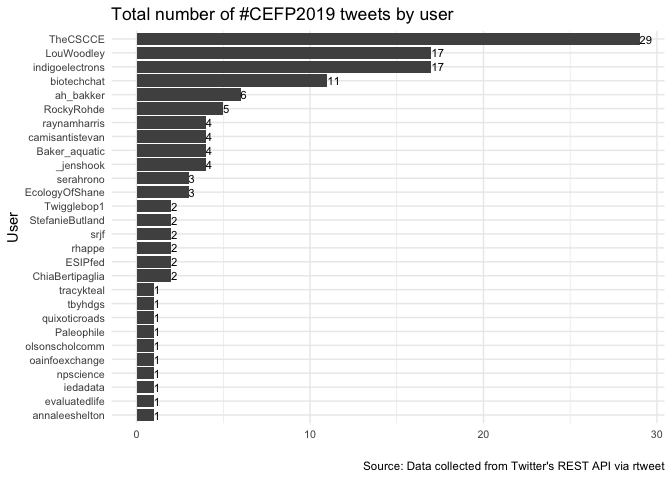 Total number of #CEFP2019 tweets by user
TheCSCCE 29
LouWoodley 17
indigoelectrons 17
biotechchat 11
ah_bakker 6
RockyRohde 5
raynamharris 4
camisantistevan 4
Baker_aquatic 4
_jenshook 4
serahrono 3
EcologyOfShane 3
Twigglebop1 2
StefanieButland 2
srjf 2
rhappe 2
ESIPfed 2
ChiaBertipaglia 2
tracykteal 1
tbyhdgs 1
quixoticroads 1
Paleophile 1
olsonscholcomm 1
oainfoexchange 1
npscience 1
iedadata 1
evaluatedlife 1
annaleeshelton 1
User
0 10 20 30
Source: Data collected from Twitter's REST API via rtweet